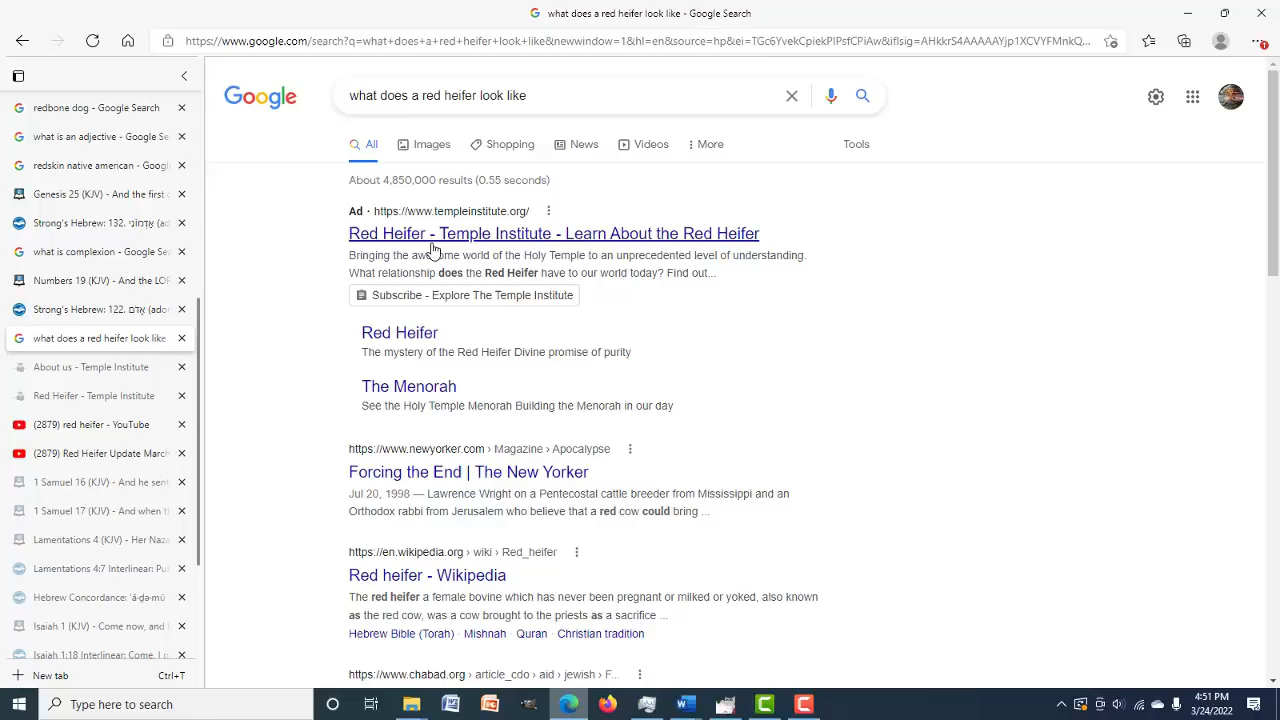 what does a red heifer look like - Google Search
https://www.google.com/search?q=what+does+a+red+heifer+look+like&newwindow=1&hl=en&source=hp&ei=TGc6YvekCpiekPIPsfCPiAw&iflsig=AHkkrS4AAAAAYjp1XCVYFMnkQ...
redbone dog - Google Search
what is an adjective - Google Se
redskin native american - Googl
Genesis 25 (KJV) - And the first c
Strong's Hebrew: 132. אַדְמוֹנִי (ad
what is complexion - Google Sea
Numbers 19 (KJV) - And the LOR
Strong's Hebrew: 122. אָדֹם (ado
what does a red heifer look like
About us - Temple Institute
Red Heifer - Temple Institute
(2879) red heifer - YouTube
(2879) Red Heifer Update March
1 Samuel 16 (KJV) - And he sent
1 Samuel 17 (KJV) - And when t
Lamentations 4 (KJV) - Her Naza
Lamentations 4:7 Interlinear: Pu
Hebrew Concordance: 'ă·ḏə·mū
Isaiah 1 (KJV) - Come now, and l
Isaiah 1:18 Interlinear: Come, I p
New tab Ctrl+T
Google
what does a red heifer look like
All Images Shopping News Videos More Tools
About 4,850,000 results (0.55 seconds)
Ad · https://www.templeinstitute.org/
Red Heifer - Temple Institute - Learn About the Red Heifer
Bringing the awesome world of the Holy Temple to an unprecedented level of understanding.
What relationship does the Red Heifer have to our world today? Find out...
Subscribe - Explore The Temple Institute
Red Heifer
The mystery of the Red Heifer Divine promise of purity
The Menorah
See the Holy Temple Menorah Building the Menorah in our day
https://www.newyorker.com › Magazine › Apocalypse
Forcing the End | The New Yorker
Jul 20, 1998 — Lawrence Wright on a Pentecostal cattle breeder from Mississippi and an
Orthodox rabbi from Jerusalem who believe that a red cow could bring ...
https://en.wikipedia.org › wiki › Red_heifer
Red heifer - Wikipedia
The red heifer a female bovine which has never been pregnant or milked or yoked, also known
as the red cow, was a cow brought to the priests as a sacrifice ...
Hebrew Bible (Torah) · Mishnah · Quran · Christian tradition
https://www.chabad.org › article_cdo › aid › jewish › F...
Type here to search
4:51 PM
3/24/2022